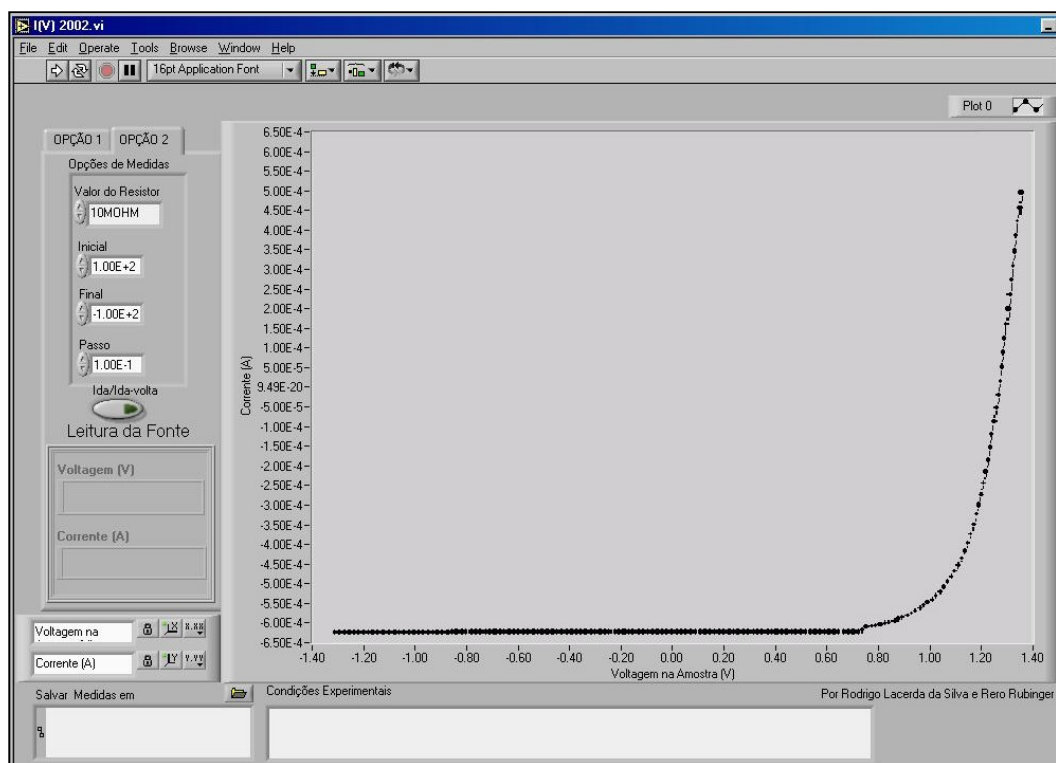 I(V) 2002.vi
File Edit Operate Tools Browse Window Help
16pt Application Font
Plot 0
OPÇÃO 1 OPÇÃO 2
Opções de Medidas
Valor do Resistor
10MOHM
Inicial
1.00E+2
Final
-1.00E+2
Passo
1.00E-1
Ida/Ida-volta
Leitura da Fonte
Voltagem (V)
Corrente (A)
Voltagem na
X.XX
Corrente (A)
Y.YY
Salvar Medidas em
Corrente (A)
6.50E-4
6.00E-4
5.50E-4
5.00E-4
4.50E-4
4.00E-4
3.50E-4
3.00E-4
2.50E-4
2.00E-4
1.50E-4
1.00E-4
5.00E-5
9.49E-20
-5.00E-5
-1.00E-4
-1.50E-4
-2.00E-4
-2.50E-4
-3.00E-4
-3.50E-4
-4.00E-4
-4.50E-4
-5.00E-4
-5.50E-4
-6.00E-4
-6.50E-4
-1.40 -1.20 -1.00 -0.80 -0.60 -0.40 -0.20 0.00 0.20 0.40 0.60 0.80 1.00 1.20 1.40
Voltagem na Amostra (V)
Condições Experimentais
Por Rodrigo Lacerda da Silva e Rero Rubinger